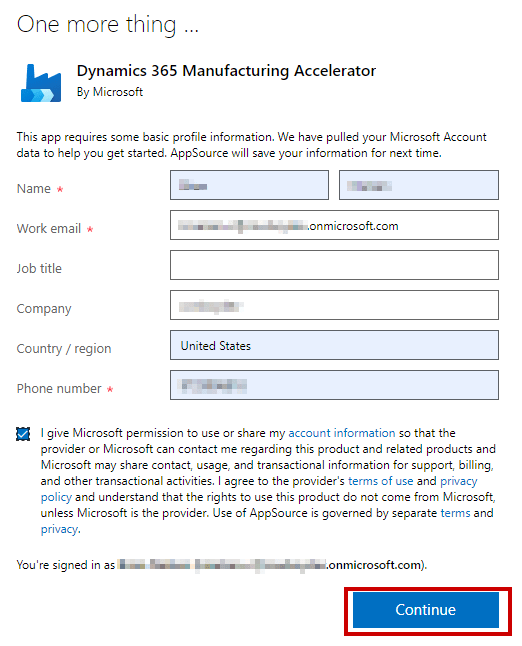 One more thing ...
Dynamics 365 Manufacturing Accelerator
By Microsoft
This app requires some basic profile information. We have pulled your Microsoft Account
data to help you get started. AppSource will save your information for next time.
Name *
Work email * .onmicrosoft.com
Job title
Company
Country / region United States
Phone number *
I give Microsoft permission to use or share my account information so that the
provider or Microsoft can contact me regarding this product and related products and
Microsoft may share contact, usage, and transactional information for support, billing,
and other transactional activities. I agree to the provider's terms of use and privacy
policy and understand that the rights to use this product do not come from Microsoft,
unless Microsoft is the provider. Use of AppSource is governed by separate terms and
privacy.
You're signed in as .onmicrosoft.com).
Continue